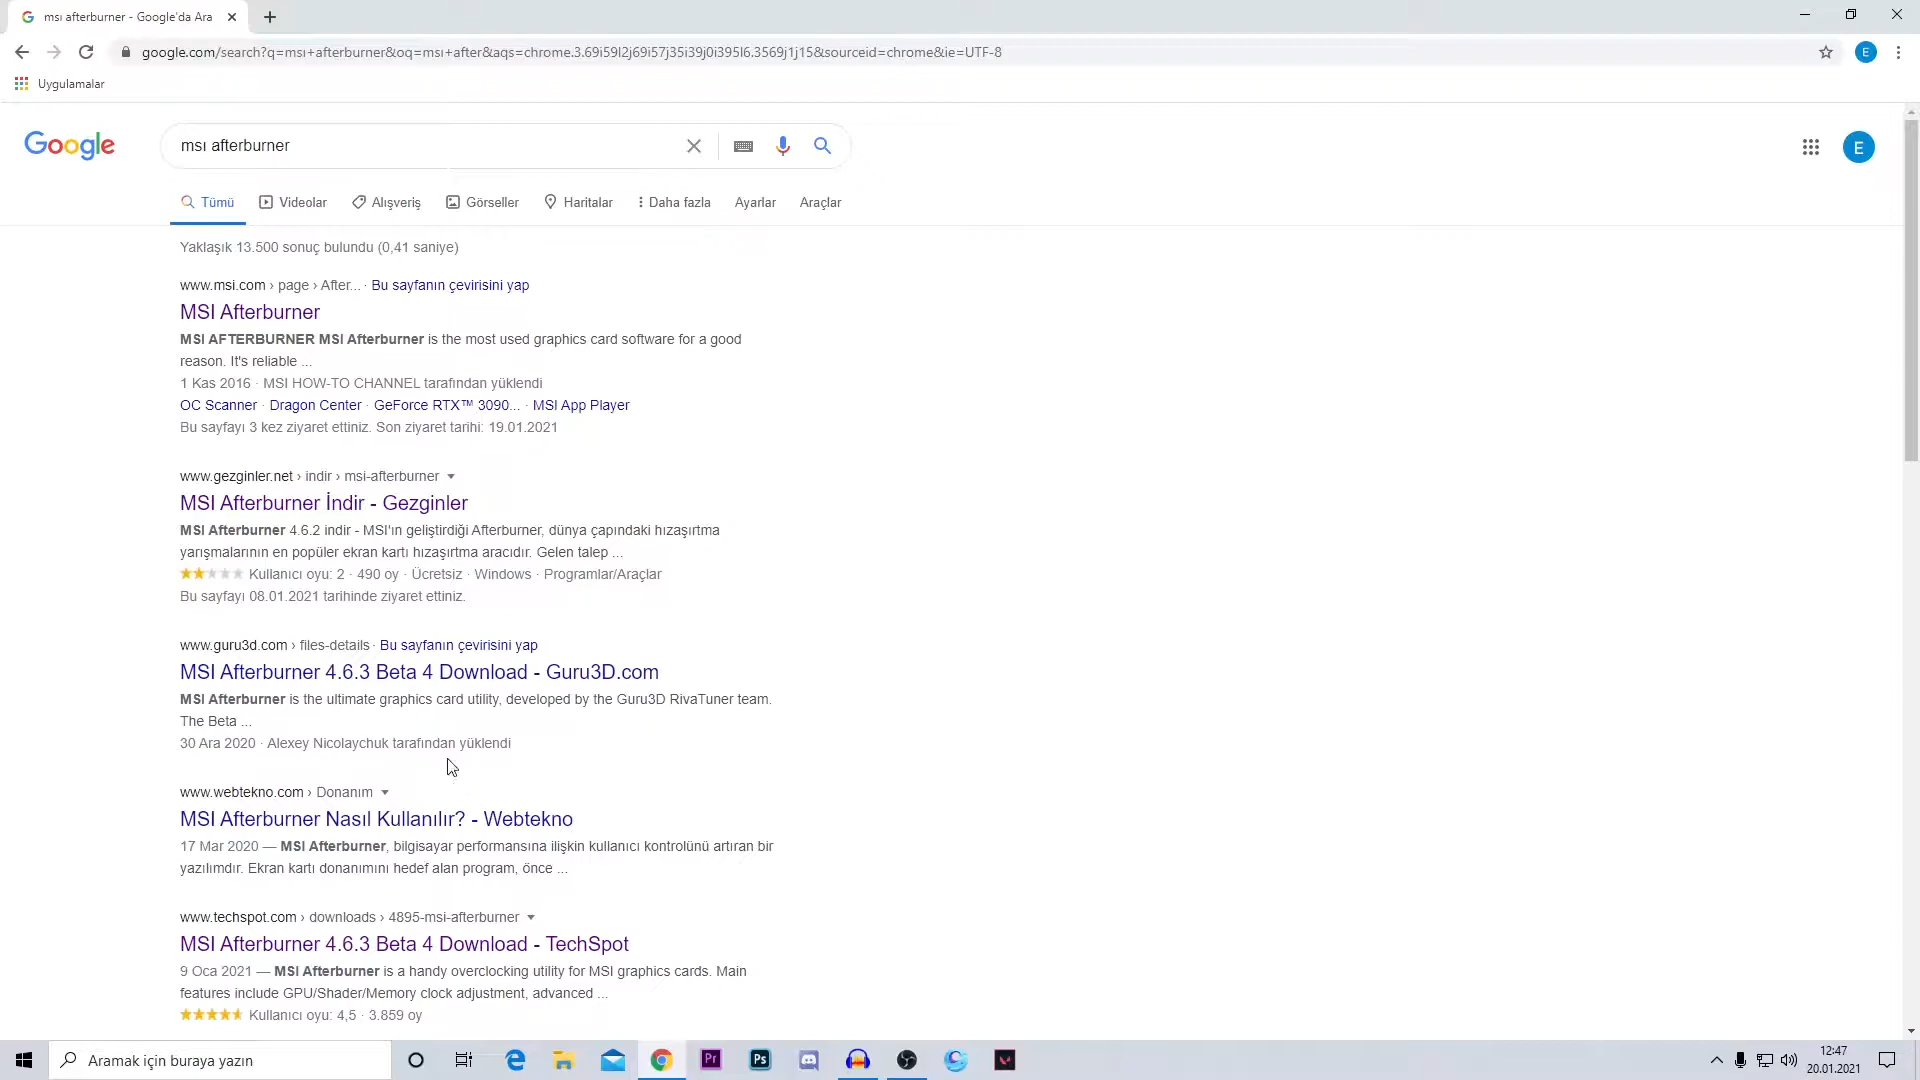 msı afterburner - Google'da Ara
google.com/search?q=msı+afterburner&oq=msı+after&aqs=chrome.3.69i59l2j69i57j35i39j0i395l6.3569j1j15&sourceid=chrome&ie=UTF-8
E
Uygulamalar
Google
msı afterburner
E
Tümü Videolar Alışveriş Görseller Haritalar Daha fazla Ayarlar Araçlar
Yaklaşık 13.500 sonuç bulundu (0,41 saniye)
www.msi.com › page › After... · Bu sayfanın çevirisini yap
MSI Afterburner
MSI AFTERBURNER MSI Afterburner is the most used graphics card software for a good
reason. It's reliable ...
1 Kas 2016 · MSI HOW-TO CHANNEL tarafından yüklendi
OC Scanner · Dragon Center · GeForce RTX™ 3090... · MSI App Player
Bu sayfayı 3 kez ziyaret ettiniz. Son ziyaret tarihi: 19.01.2021
www.gezginler.net › indir › msi-afterburner
MSI Afterburner İndir - Gezginler
MSI Afterburner 4.6.2 indir - MSI'ın geliştirdiği Afterburner, dünya çapındaki hızaşırtma
yarışmalarının en popüler ekran kartı hızaşırtma aracıdır. Gelen talep ...
Kullanıcı oyu: 2 · 490 oy · Ücretsiz · Windows · Programlar/Araçlar
Bu sayfayı 08.01.2021 tarihinde ziyaret ettiniz.
www.guru3d.com › files-details · Bu sayfanın çevirisini yap
MSI Afterburner 4.6.3 Beta 4 Download - Guru3D.com
MSI Afterburner is the ultimate graphics card utility, developed by the Guru3D RivaTuner team.
The Beta ...
30 Ara 2020 · Alexey Nicolaychuk tarafından yüklendi
www.webtekno.com › Donanım
MSI Afterburner Nasıl Kullanılır? - Webtekno
17 Mar 2020 — MSI Afterburner, bilgisayar performansına ilişkin kullanıcı kontrolünü artıran bir
yazılımdır. Ekran kartı donanımını hedef alan program, önce ...
www.techspot.com › downloads › 4895-msi-afterburner
MSI Afterburner 4.6.3 Beta 4 Download - TechSpot
9 Oca 2021 — MSI Afterburner is a handy overclocking utility for MSI graphics cards. Main
features include GPU/Shader/Memory clock adjustment, advanced ...
Kullanıcı oyu: 4,5 · 3.859 oy
Aramak için buraya yazın
Pr
Ps
12:47
20.01.2021